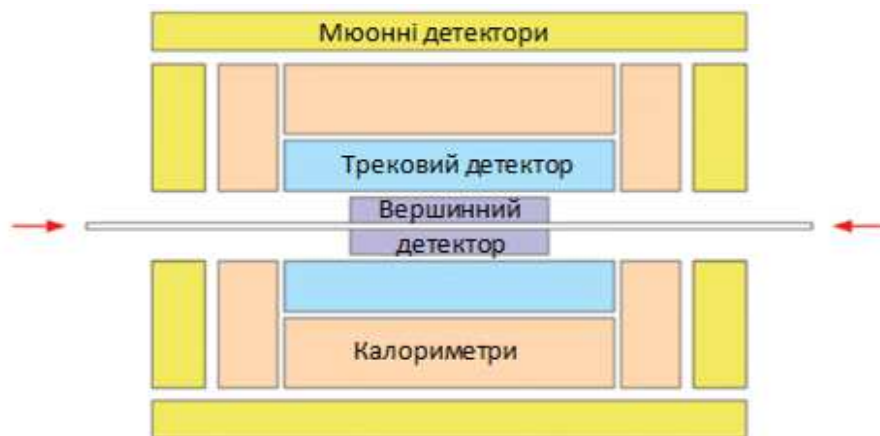 Мюонні детектори
Трековий детектор
Вершинний
детектор
Калориметри